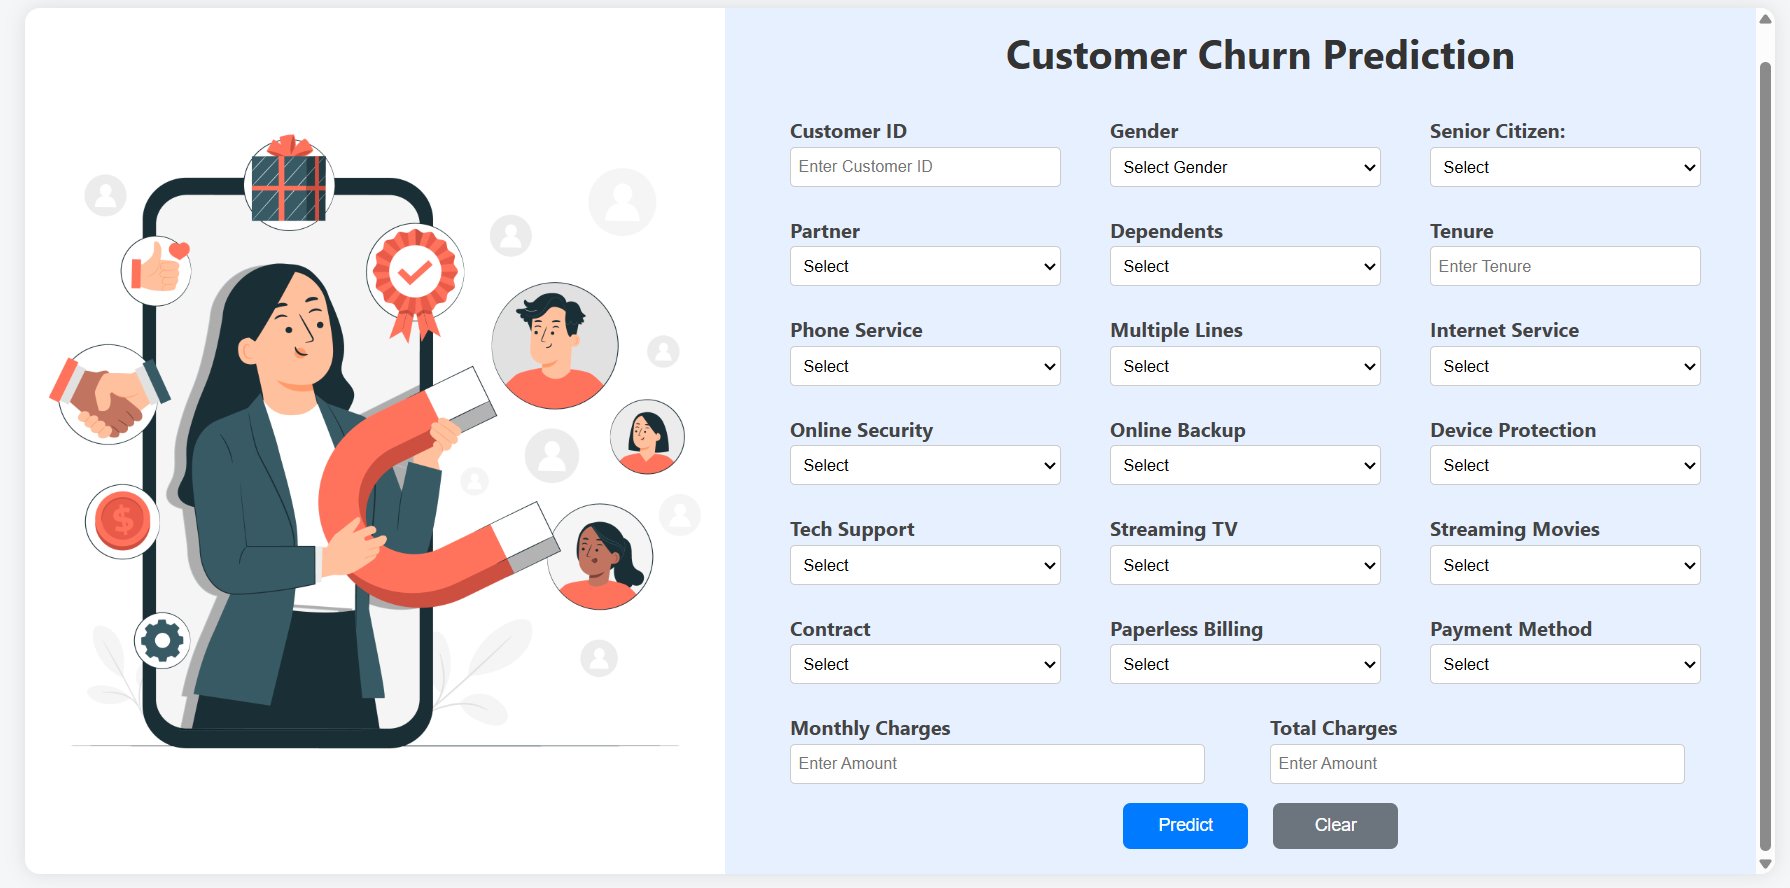 Customer Churn Prediction
Customer ID Gender Senior Citizen:
Enter Customer ID Select Gender Select
Partner Dependents Tenure
Select Select Enter Tenure
Phone Service Multiple Lines Internet Service
Select Select Select
Online Security Online Backup Device Protection
Select Select Select
Tech Support Streaming TV Streaming Movies
Select Select Select
Contract Paperless Billing Payment Method
Select Select Select
Monthly Charges Total Charges
Enter Amount Enter Amount
Predict Clear
$